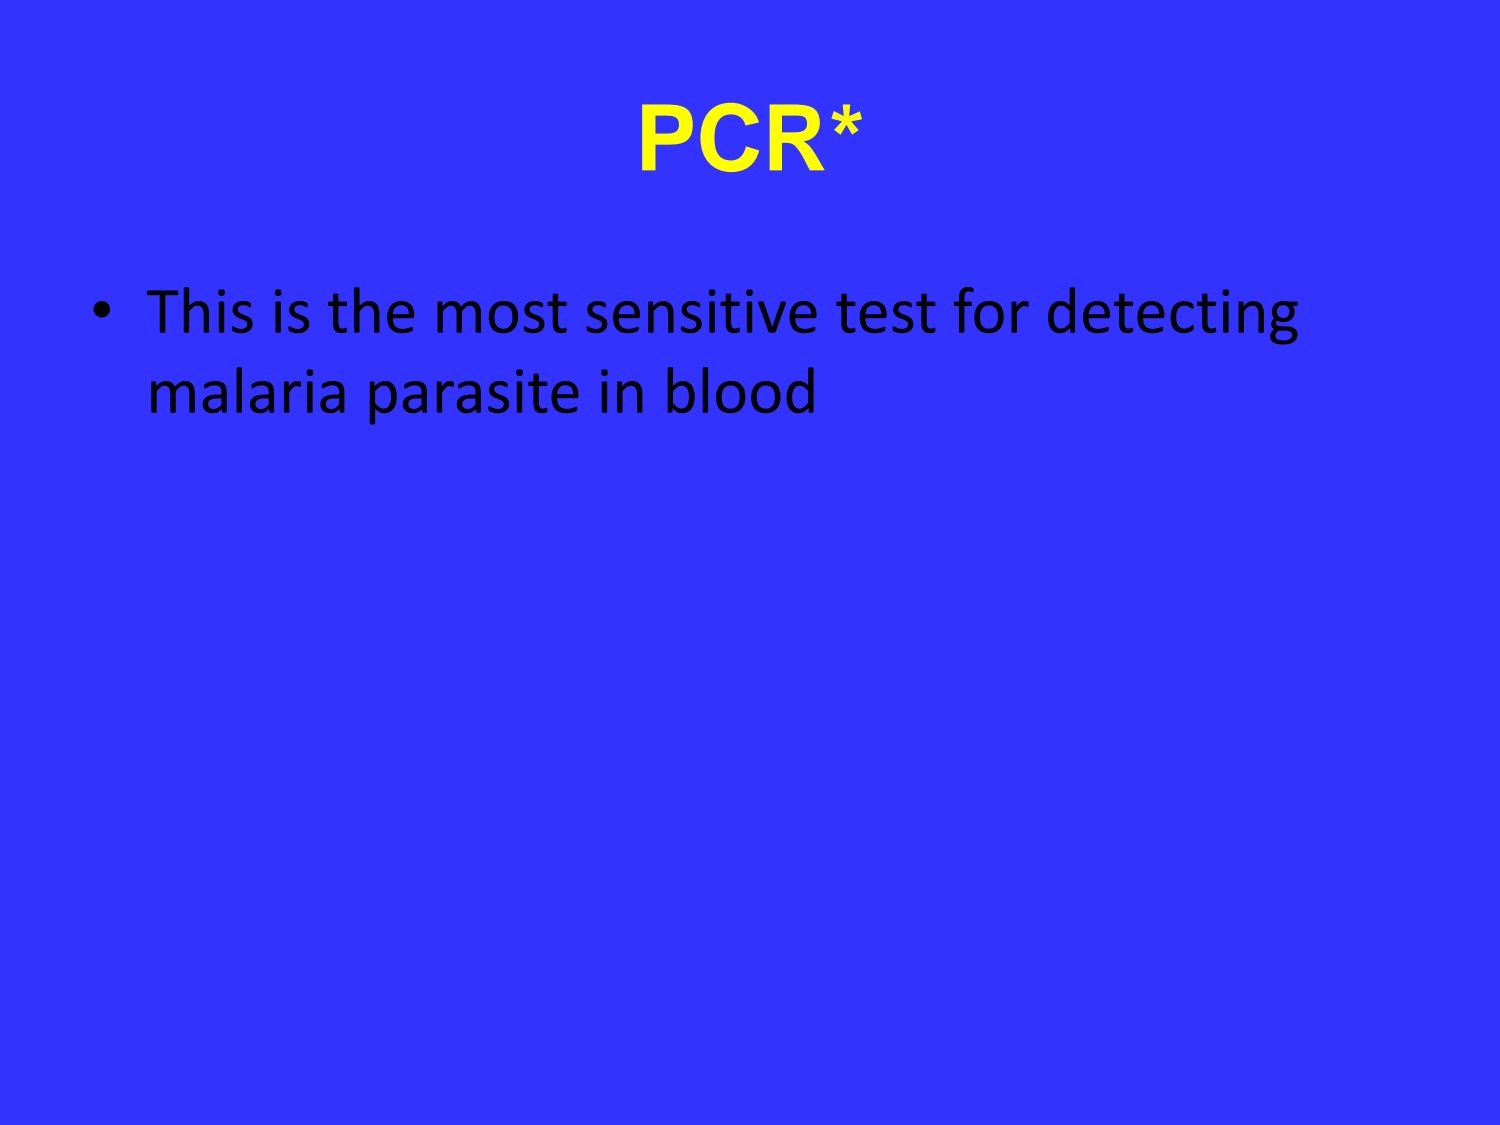 PCR*
• This is the most sensitive test for detecting
malaria parasite in blood